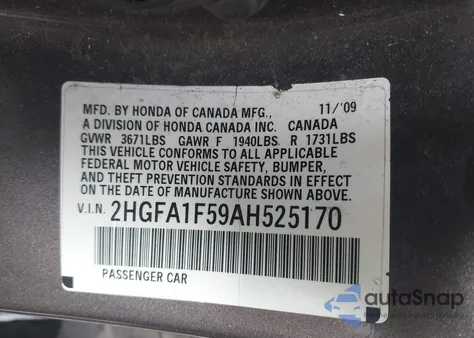 MFD. BY HONDA OF CANADA MFG., 11/'09
A DIVISION OF HONDA CANADA INC. CANADA
GVWR 3671LBS GAWR F 1940LBS. R 1731LBS
THIS VEHICLE CONFORMS TO ALL APPLICABLE
FEDERAL MOTOR VEHICLE SAFETY, BUMPER,
AND THEFT PREVENTION STANDARDS IN EFFECT
ON THE DATE OF MANUFACTURE SHOWN ABOVE.
V.I.N. 2HGFA1F59AH525170
PASSENGER CAR
autoSnap